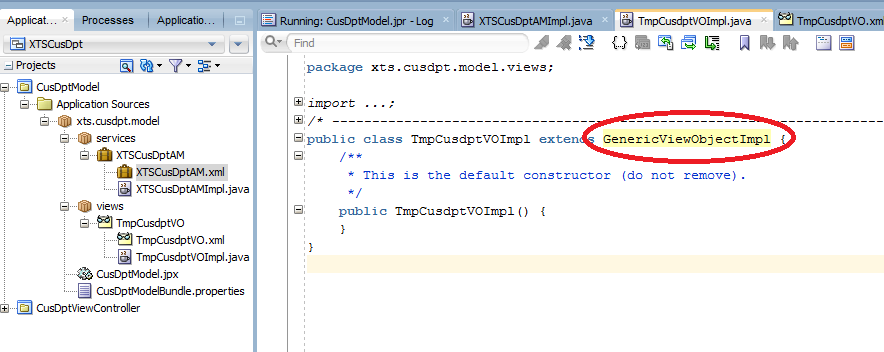 Applicatio...
Processes
Applicatio...
XTSCusDpt
Projects
CusDptModel
Application Sources
xts.cusdpt.model
services
XTSCusDptAM
XTSCusDptAM.xml
XTSCusDptAMImpl.java
views
TmpCusdptVO
TmpCusdptVO.xml
TmpCusdptVOImpl.java
CusDptModel.jpx
CusDptModelBundle.properties
CusDptViewController
Running: CusDptModel.jpr - Log
XTSCusDptAMImpl.java
TmpCusdptVOImpl.java
TmpCusdptVO.xm
Find
package xts.cusdpt.model.views;
import ...;
/* ---------------------------------------------------------------------
public class TmpCusdptVOImpl extends GenericViewObjectImpl {
/**
* This is the default constructor (do not remove).
*/
public TmpCusdptVOImpl() {
}
}